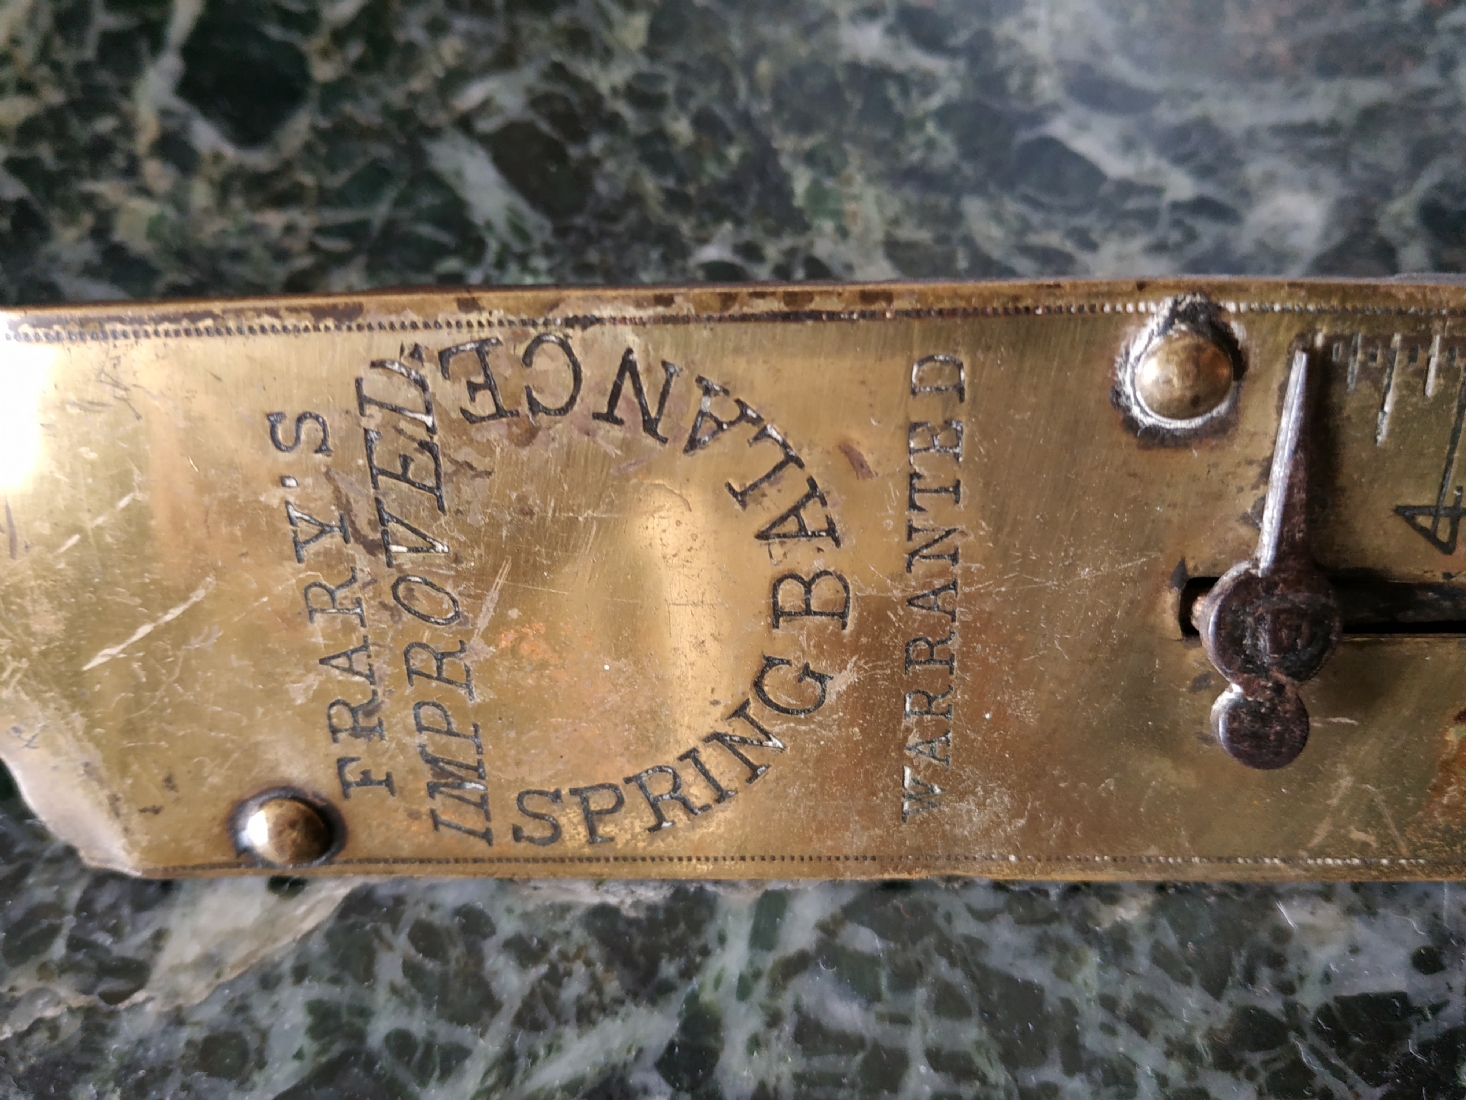 FRARY'S
IMPROVED
SPRING BALANCE
WARRANTED
4